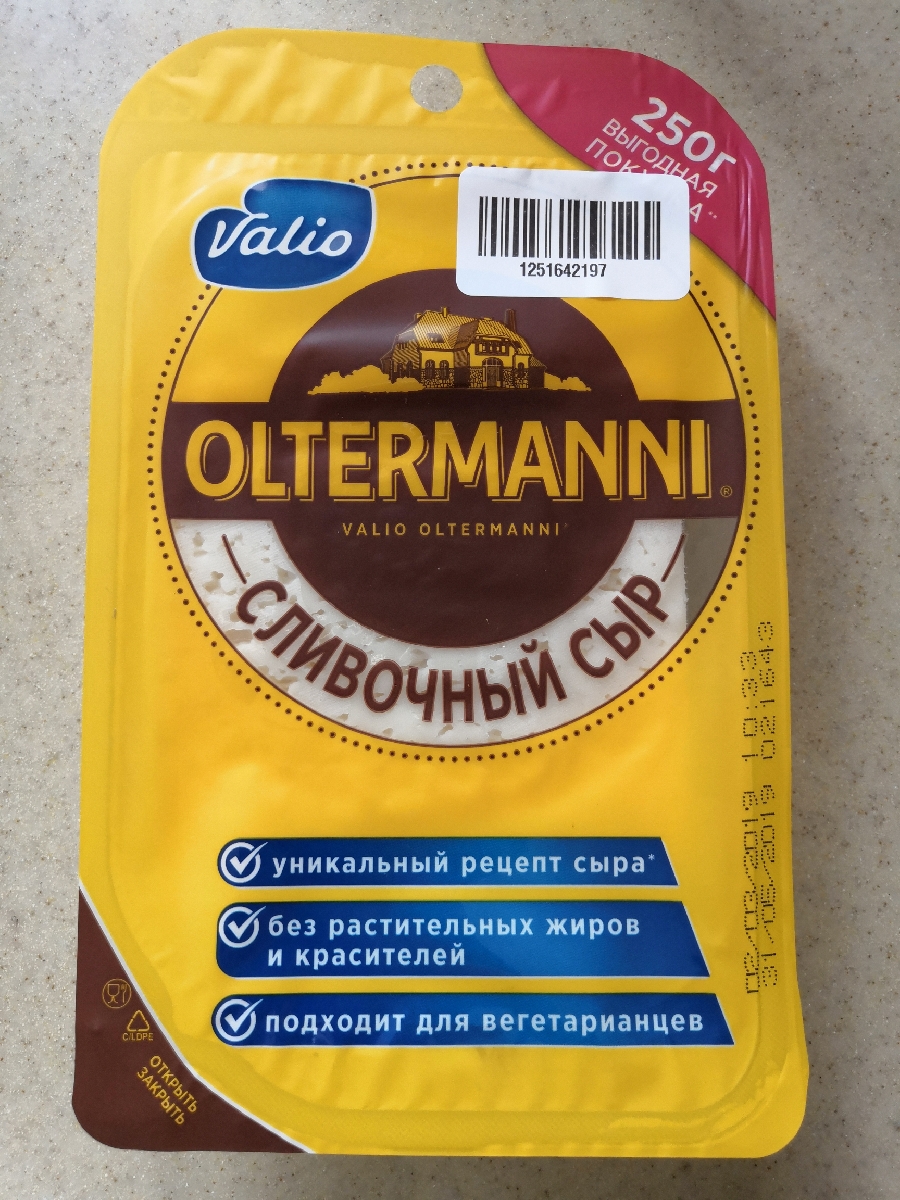 250г
ВЫГОДНАЯ
Valio
1251642197
OLTERMANNI®
VALIO OLTERMANNI
СЛИВОЧНЫЙ СЫР
уникальный рецепт сыра*
без растительных жиров
и красителей
подходит для вегетарианцев
C/LDPE
ОТКРЫТЬ
ЗАКРЫТЬ